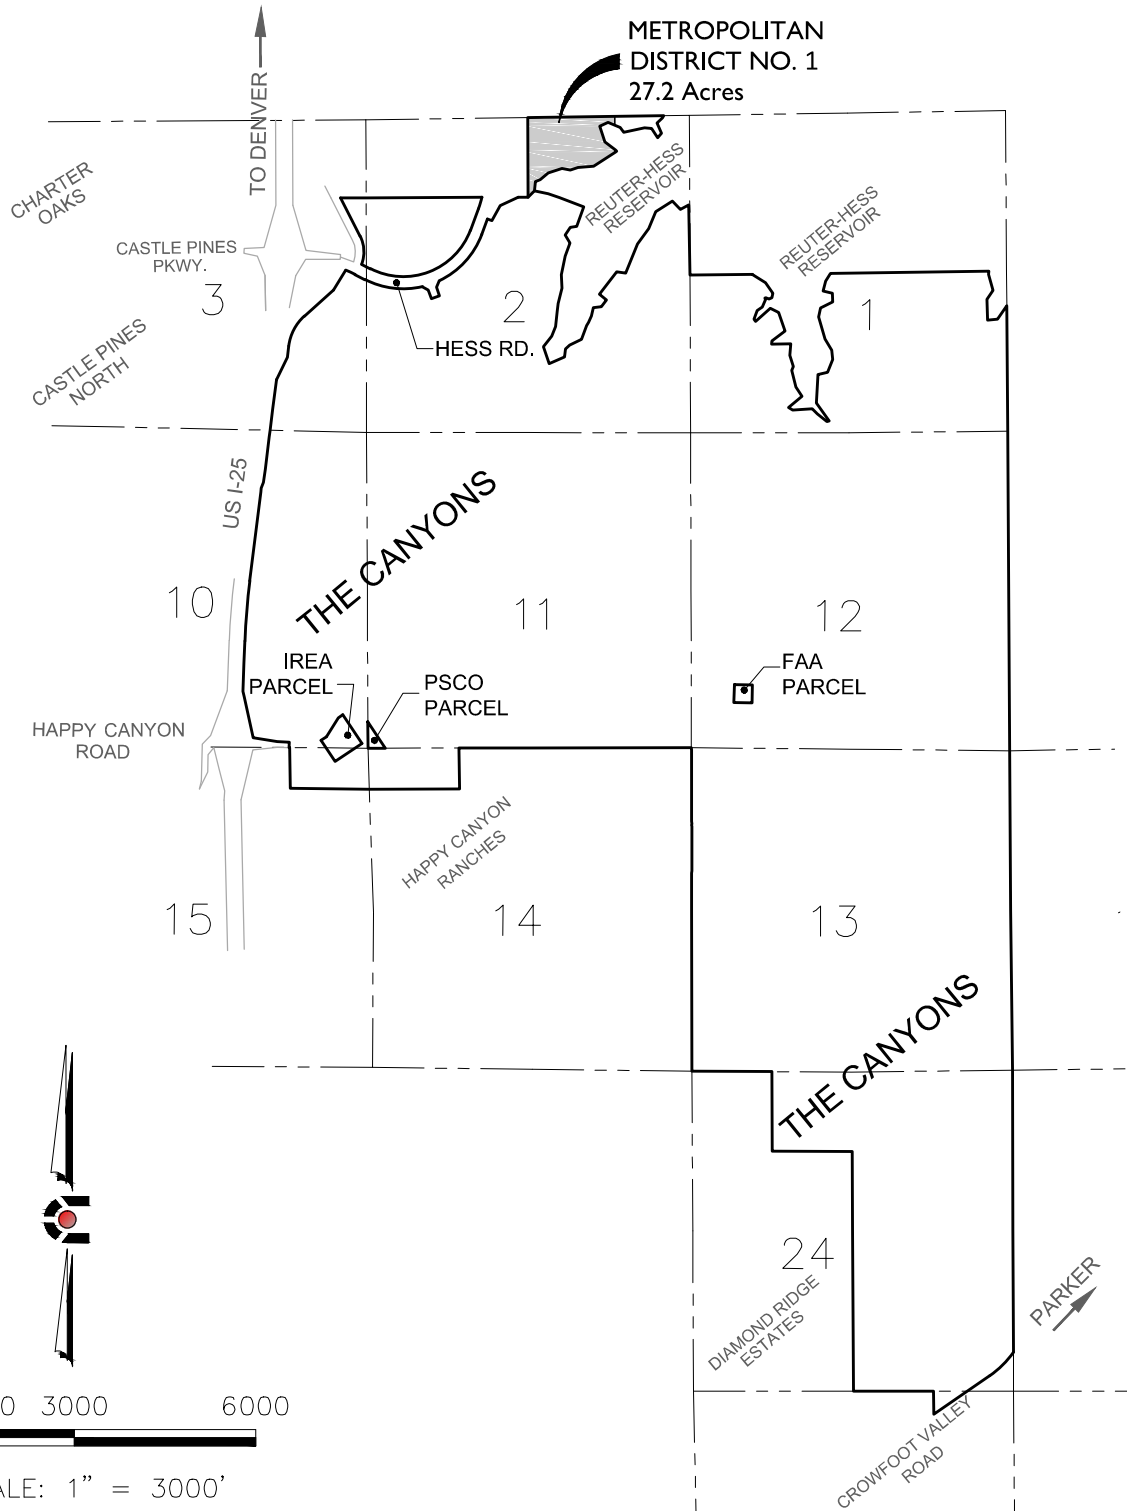 METROPOLITAN
DISTRICT NO. 1
27.2 Acres
TO DENVER
CHARTER
OAKS
REUTER-HESS
RESERVOIR
REUTER-HESS
RESERVOIR
CASTLE PINES
PKWY.
3
2
1
HESS RD.
CASTLE PINES
NORTH
US I-25
THE CANYONS
10
11
12
IREA
PARCEL
PSCO
PARCEL
FAA
PARCEL
HAPPY CANYON
ROAD
HAPPY CANYON
RANCHES
15
14
13
THE CANYONS
24
DIAMOND RIDGE
ESTATES
PARKER
CROWFOOT VALLEY
ROAD
0 3000 6000
ALE: 1" = 3000'